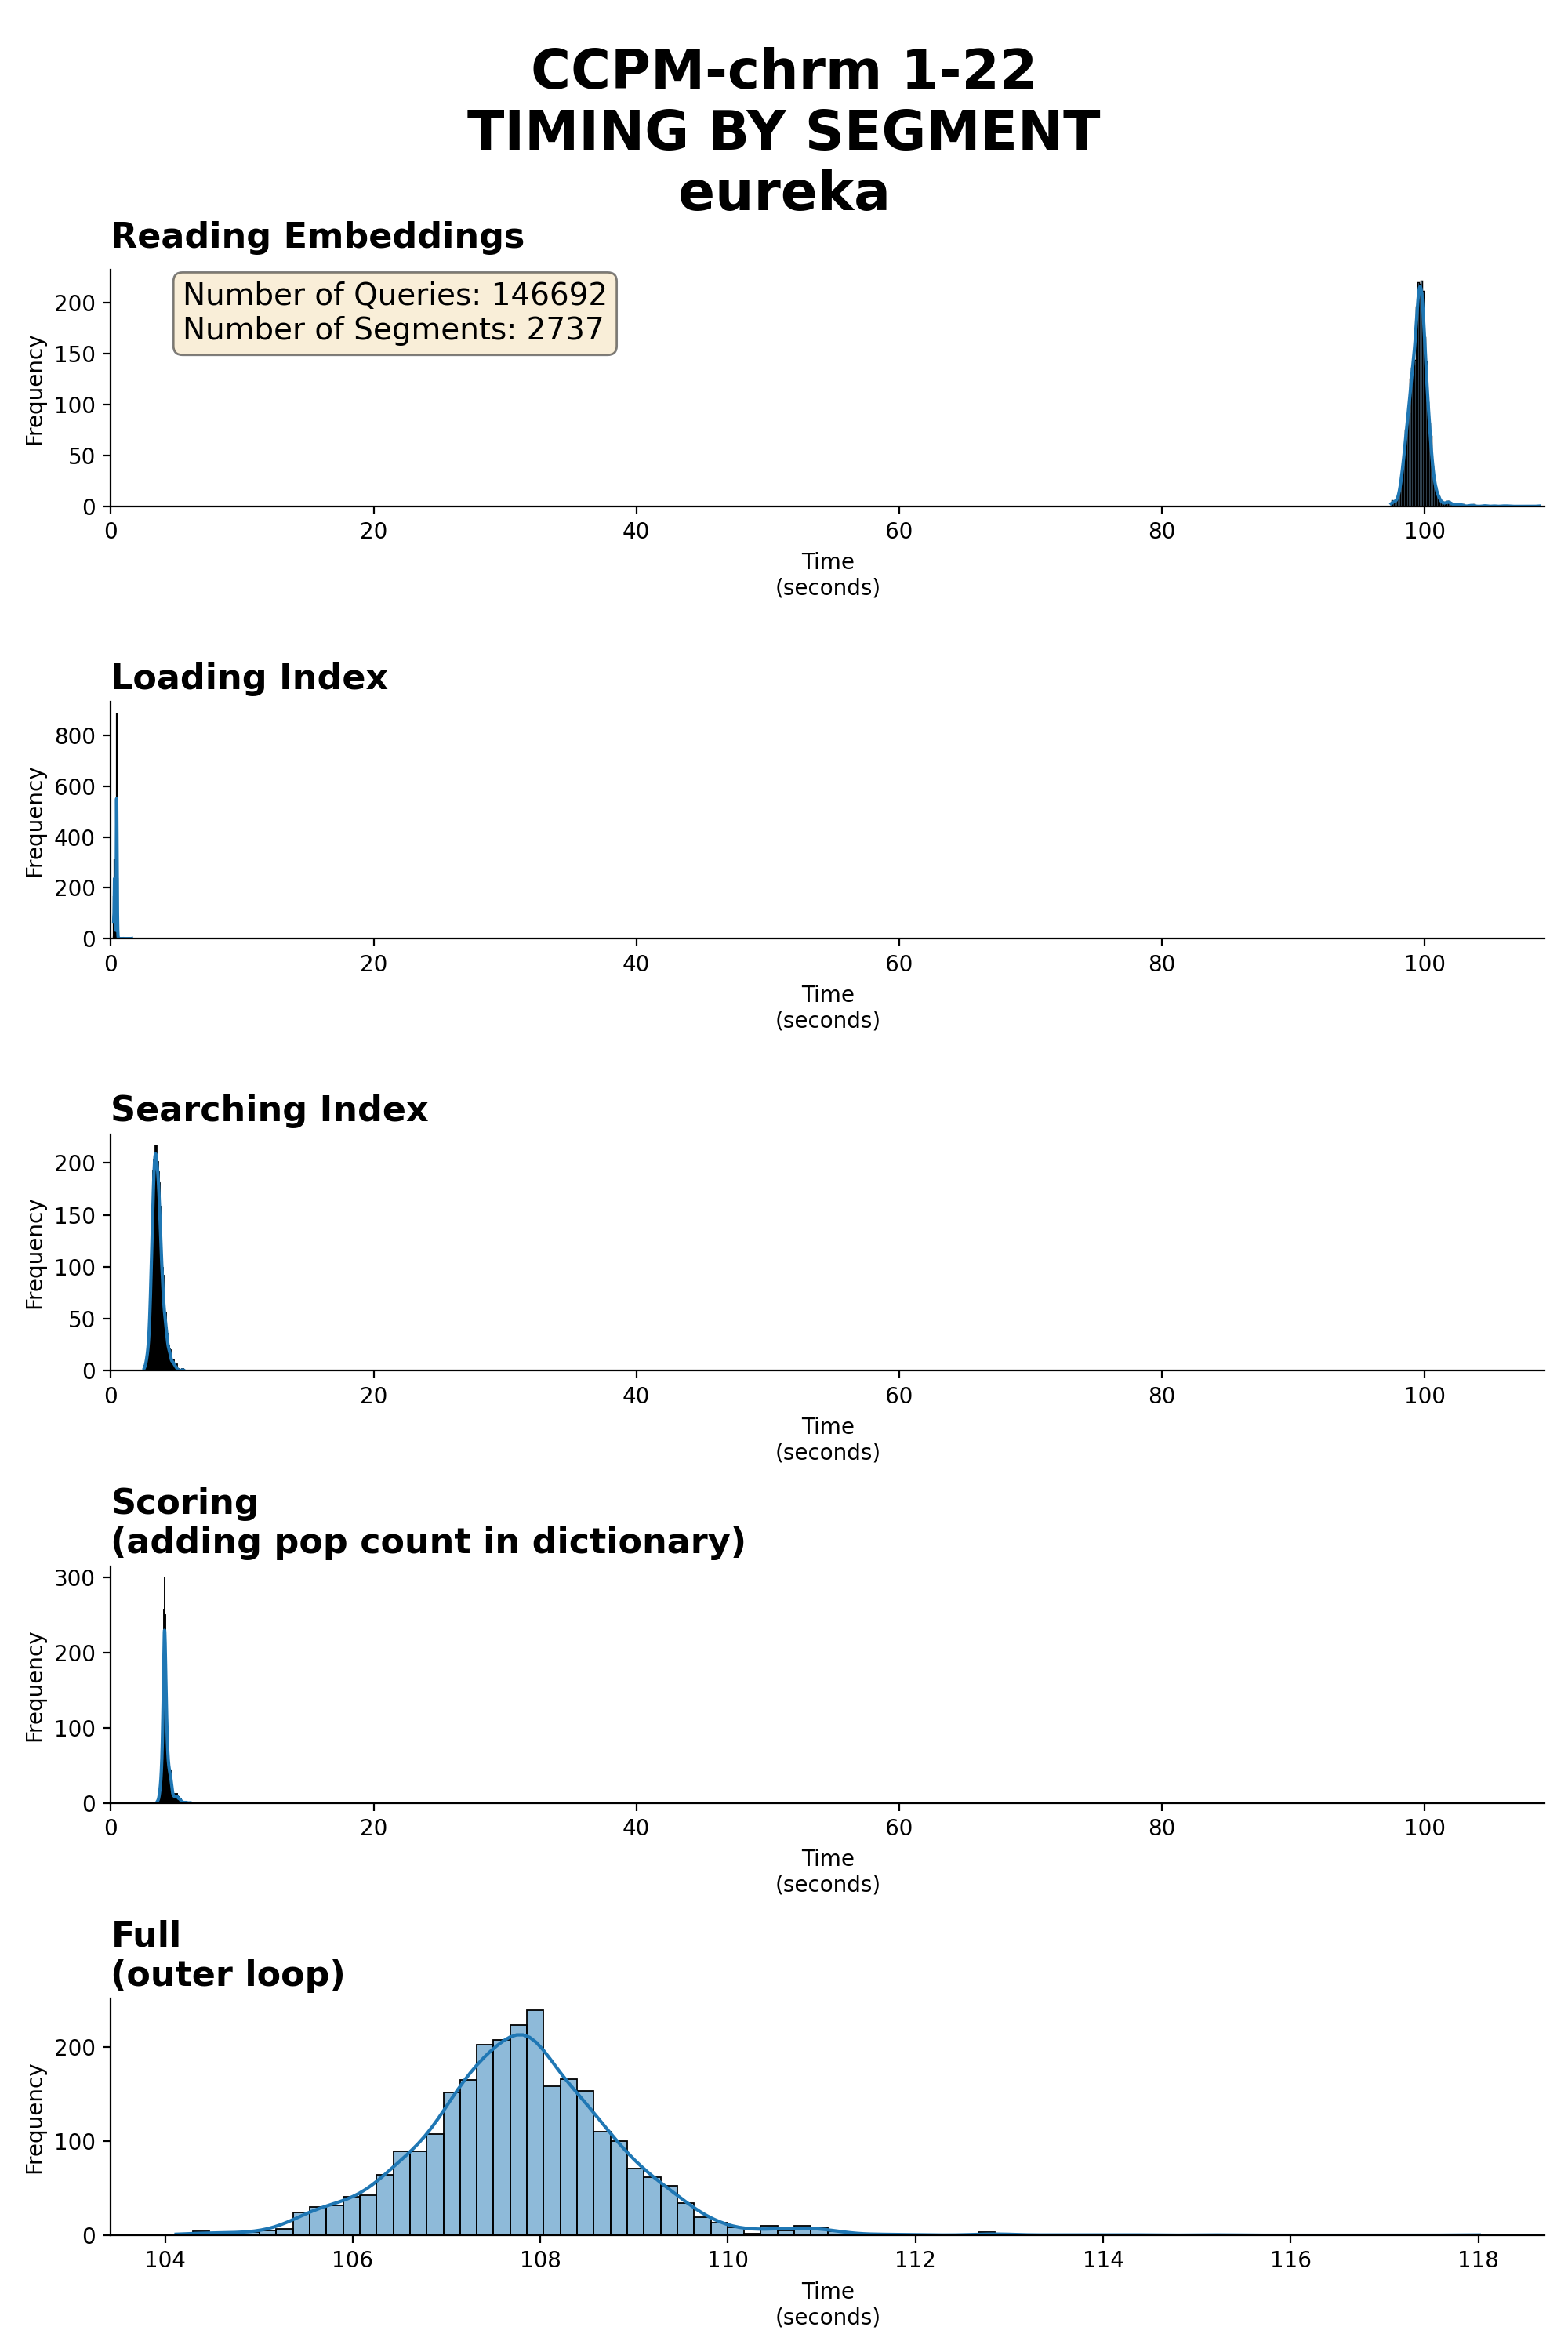 CCPM-chrm 1-22
TIMING BY SEGMENT
eureka
Reading Embeddings
Number of Queries: 146692
Number of Segments: 2737
Frequency
200
150
100
50
0
0 20 40 60 80 100
Time
(seconds)
Loading Index
Frequency
800
600
400
200
0
0 20 40 60 80 100
Time
(seconds)
Searching Index
Frequency
200
150
100
50
0
0 20 40 60 80 100
Time
(seconds)
Scoring
(adding pop count in dictionary)
Frequency
300
200
100
0
0 20 40 60 80 100
Time
(seconds)
Full
(outer loop)
Frequency
200
100
0
104 106 108 110 112 114 116 118
Time
(seconds)